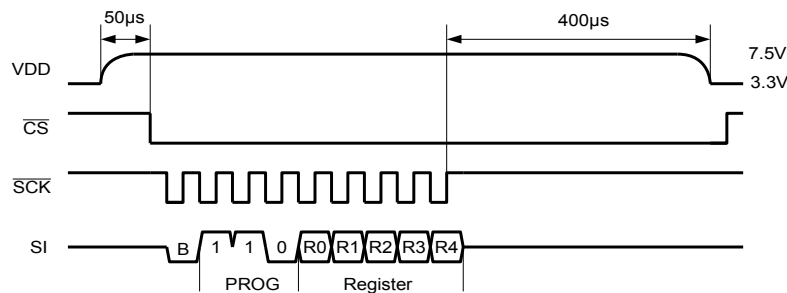 50µs
400µs
VDD
7.5V
3.3V
CS
SCK
SI
B 1 1 0 R0 R1 R2 R3 R4
PROG Register